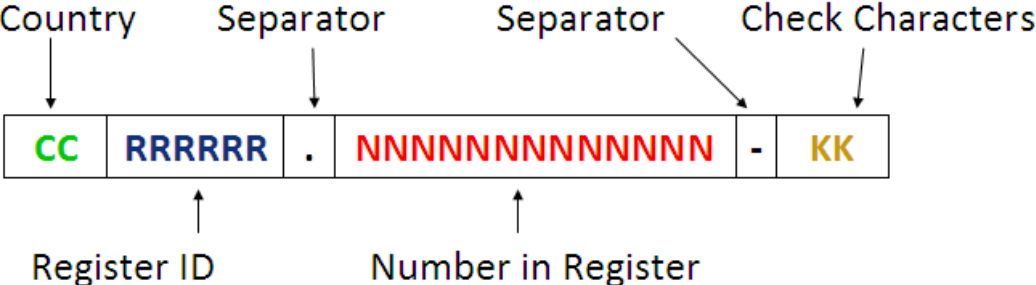 Country Separator Separator Check Characters
CC RRRRRR . NNNNNNNNNNNNN - KK
Register ID Number in Register